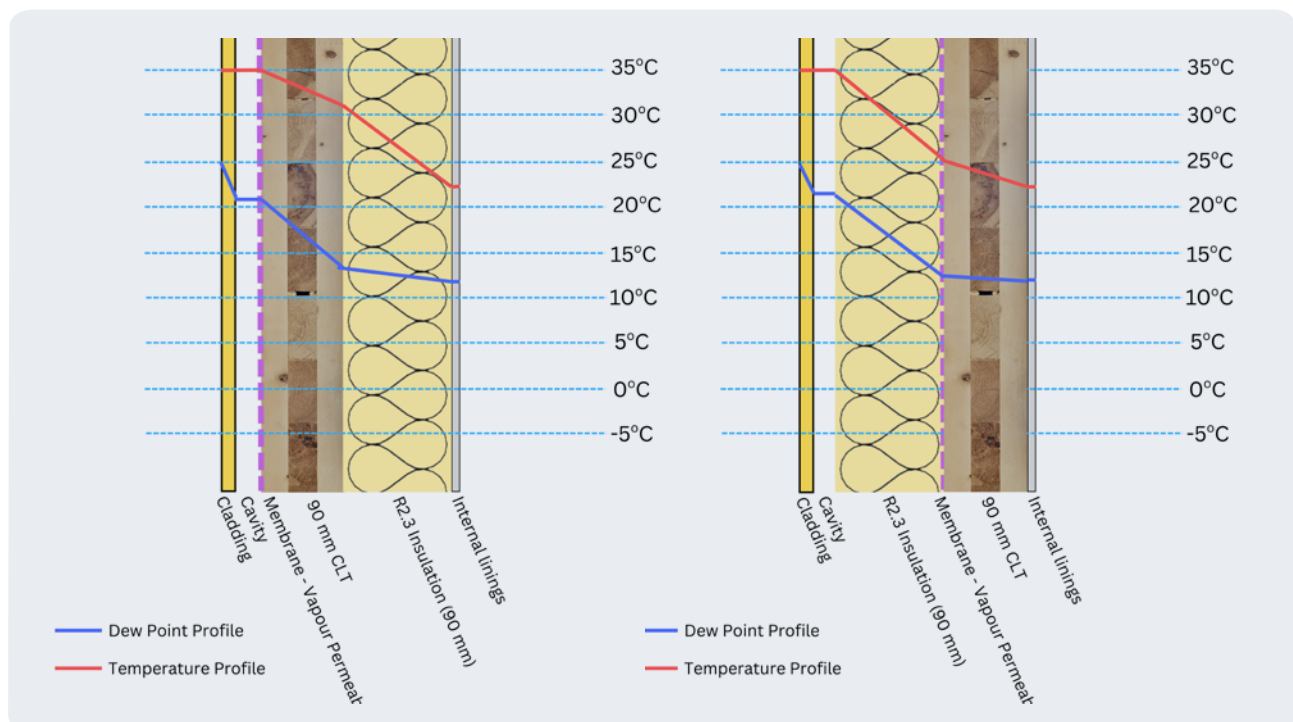 35°C
30°C
25°C
20°C
15°C
10°C
5°C
0°C
-5°C
Cladding
Cavity
Membrane - Vapour Permeab
90 mm CLT
R2.3 Insulation (90 mm)
Internal linings
Dew Point Profile
Temperature Profile
35°C
30°C
25°C
20°C
15°C
10°C
5°C
0°C
-5°C
Cladding
Cavity
R2.3 Insulation (90 mm)
Membrane - Vapour Permeab
90 mm CLT
Internal linings
Dew Point Profile
Temperature Profile